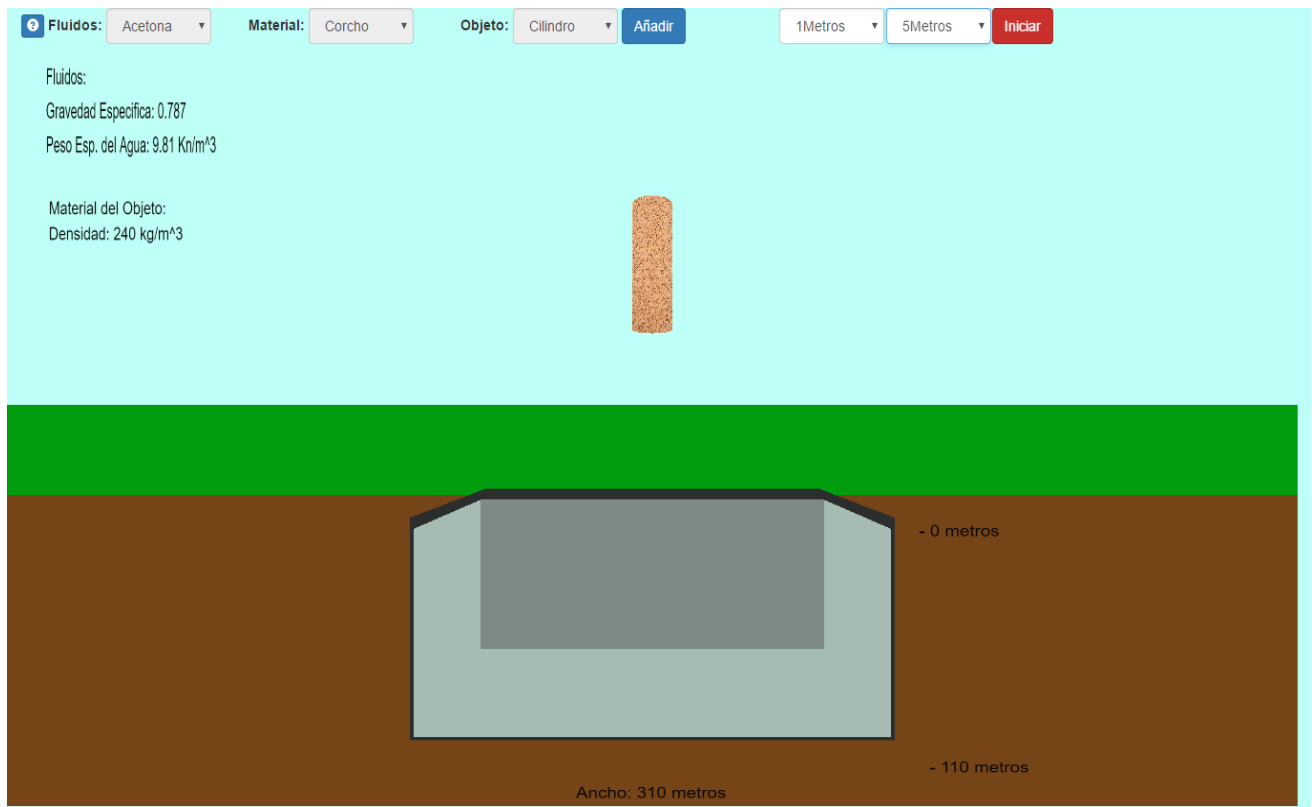 Fluidos: Acetona Material: Corcho Objeto: Cilindro Añadir 1Metros 5Metros Iniciar
Fluidos:
Gravedad Especifica: 0.787
Peso Esp. del Agua: 9.81 Kn/m^3
Material del Objeto:
Densidad: 240 kg/m^3
- 0 metros
- 110 metros
Ancho: 310 metros